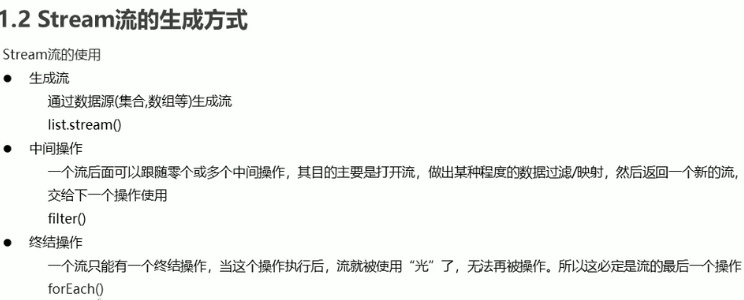 1.2 Stream流的生成方式
Stream流的使用
● 生成流
通过数据源(集合,数组等)生成流
list.stream()
● 中间操作
一个流后面可以跟随零个或多个中间操作，其目的主要是打开流，做出某种程度的数据过滤/映射，然后返回一个新的流，
交给下一个操作使用
filter()
● 终结操作
一个流只能有一个终结操作，当这个操作执行后，流就被使用“光”了，无法再被操作。所以这必定是流的最后一个操作
forEach()